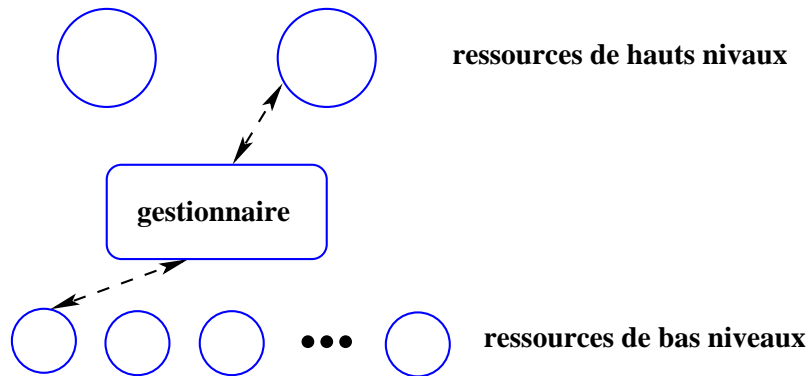 ressources de hauts nivaux
gestionnaire
ressources de bas niveaux